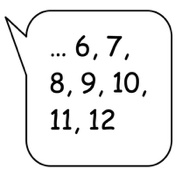 ... 6, 7,
8, 9, 10,
11, 12